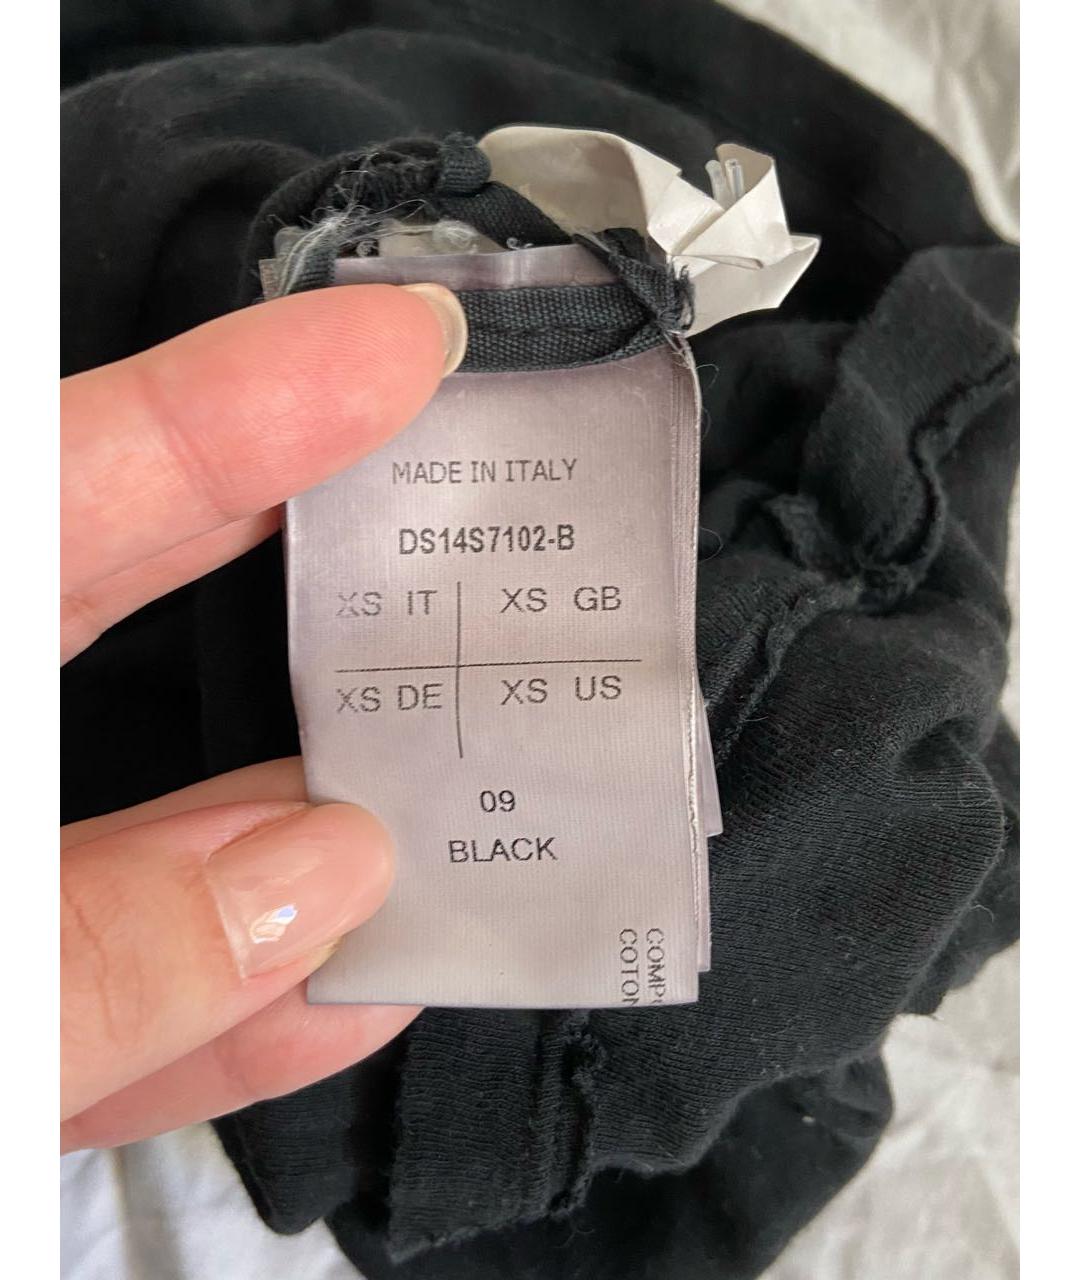 MADE IN ITALY
DS14S7102-B
XS IT XS GB
XS DE XS US
09
BLACK